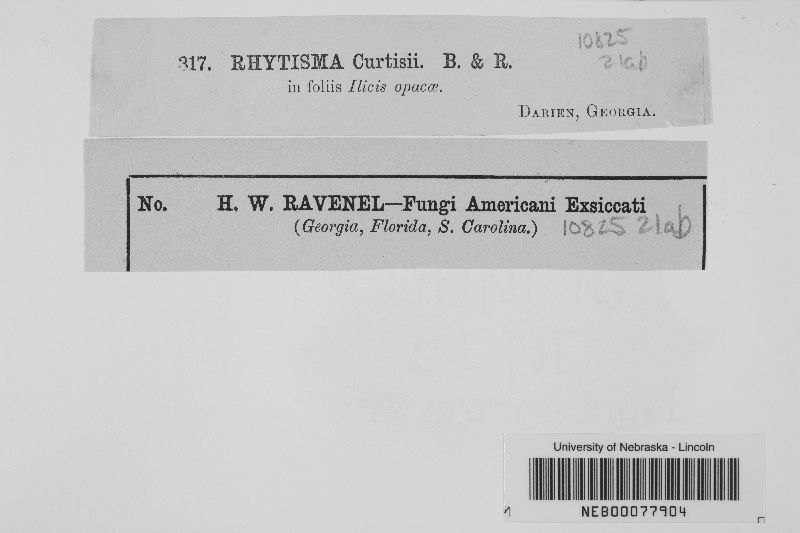 317. RHYTISMA Curtisii. B. & R. 10825
in foliis Ilicis opacæ. 21ab
DARIEN, GEORGIA.
No. H. W. RAVENEL—Fungi Americani Exsiccati
(Georgia, Florida, S. Carolina.) 10825 21ab
University of Nebraska - Lincoln
NEB00077904